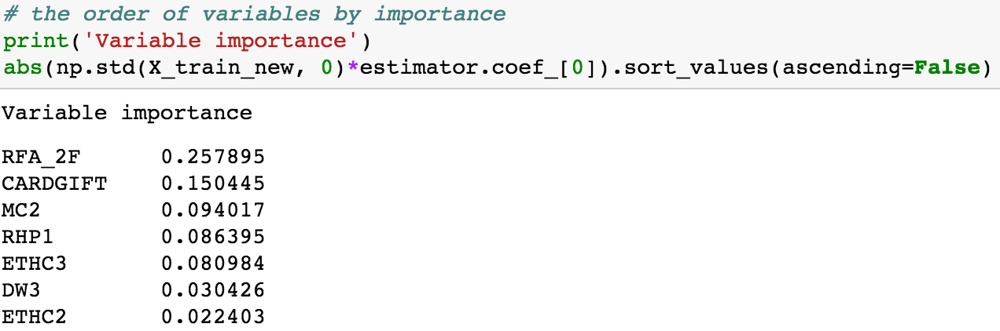 # the order of variables by importance
print('Variable importance')
abs(np.std(X_train_new, 0)*estimator.coef_[0]).sort_values(ascending=False)
Variable importance
RFA_2F 0.257895
CARDGIFT 0.150445
MC2 0.094017
RHP1 0.086395
ETHC3 0.080984
DW3 0.030426
ETHC2 0.022403